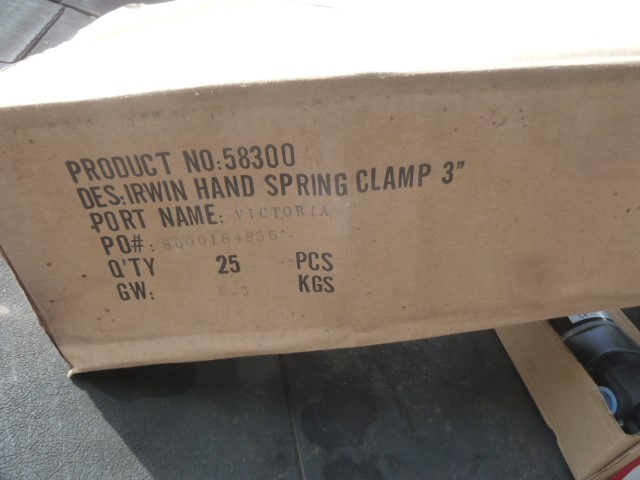 PRODUCT NO:58300
DES:IRWIN HAND SPRING CLAMP 3"
PORT NAME: VICTORIA
PO#:
Q'TY 25 PCS
GW: KGS